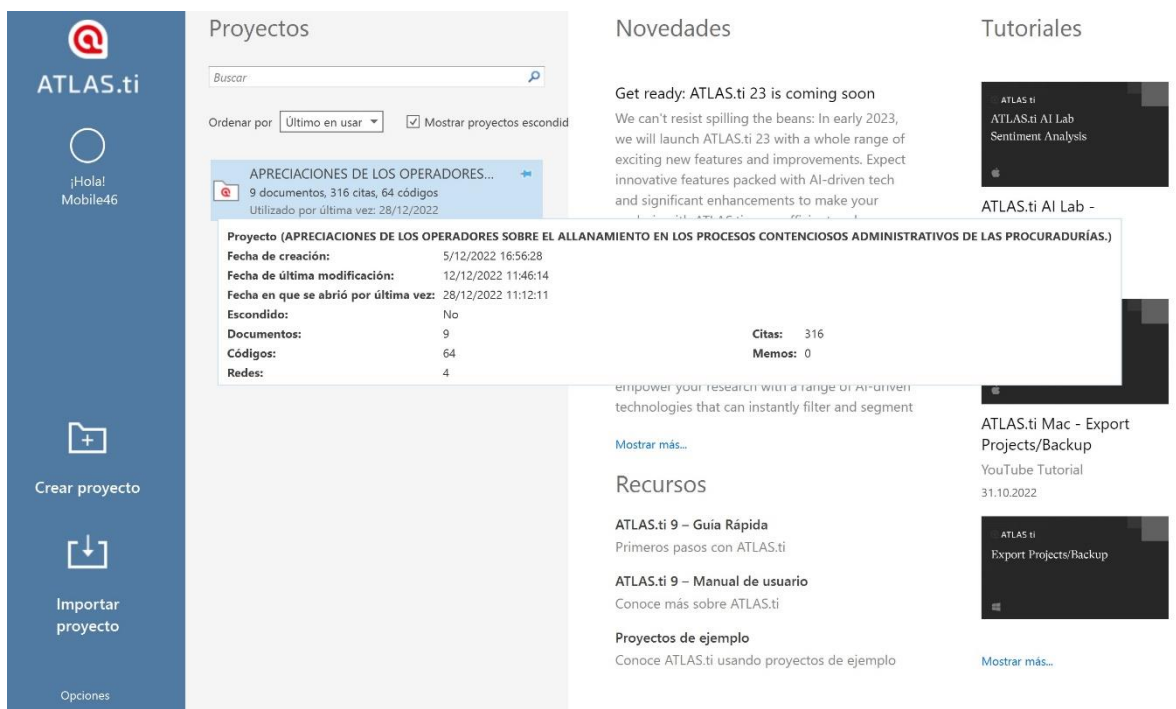 ATLAS.ti
¡Hola!
Mobile46
Crear proyecto
Importar
proyecto
Opciones
Proyectos
Buscar
Ordenar por Último en usar Mostrar proyectos escondid
APRECIACIONES DE LOS OPERADORES...
9 documentos, 316 citas, 64 códigos
Utilizado por última vez: 28/12/2022
Proyecto (APRECIACIONES DE LOS OPERADORES SOBRE EL ALLANAMIENTO EN LOS PROCESOS CONTENCIOSOS ADMINISTRATIVOS DE LAS PROCURADURÍAS.)
Fecha de creación: 5/12/2022 16:56:28
Fecha de última modificación: 12/12/2022 11:46:14
Fecha en que se abrió por última vez: 28/12/2022 11:12:11
Escondido: No
Documentos: 9 Citas: 316
Códigos: 64 Memos: 0
Redes: 4
Novedades
Get ready: ATLAS.ti 23 is coming soon
We can't resist spilling the beans: In early 2023,
we will launch ATLAS.ti 23 with a whole range of
exciting new features and improvements. Expect
innovative features packed with AI-driven tech
and significant enhancements to make your
empower your research with a range of AI-driven
technologies that can instantly filter and segment
Mostrar más...
Recursos
ATLAS.ti 9 – Guía Rápida
Primeros pasos con ATLAS.ti
ATLAS.ti 9 – Manual de usuario
Conoce más sobre ATLAS.ti
Proyectos de ejemplo
Conoce ATLAS.ti usando proyectos de ejemplo
Tutoriales
ATLAS ti
ATLAS.ti AI Lab
Sentiment Analysis
ATLAS.ti AI Lab -
ATLAS.ti Mac - Export
Projects/Backup
YouTube Tutorial
31.10.2022
ATLAS ti
Export Projects/Backup
Mostrar más...